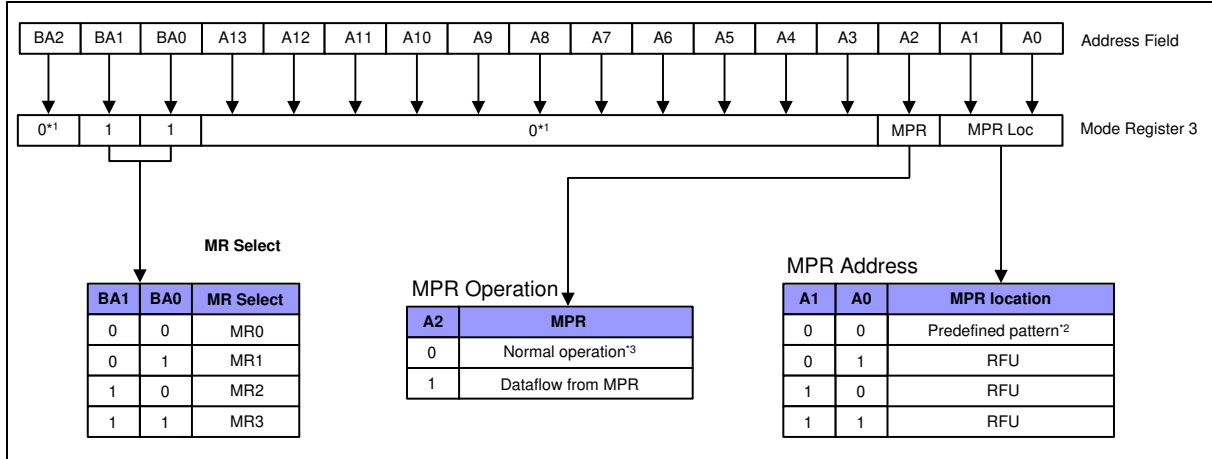 BA2 BA1 BA0 A13 A12 A11 A10 A9 A8 A7 A6 A5 A4 A3 A2 A1 A0 Address Field
0*1 1 1 0*1 MPR MPR Loc Mode Register 3
MR Select
BA1 BA0 MR Select
0 0 MR0
0 1 MR1
1 0 MR2
1 1 MR3
MPR Operation
A2 MPR
0 Normal operation*3
1 Dataflow from MPR
MPR Address
A1 A0 MPR location
0 0 Predefined pattern*2
0 1 RFU
1 0 RFU
1 1 RFU